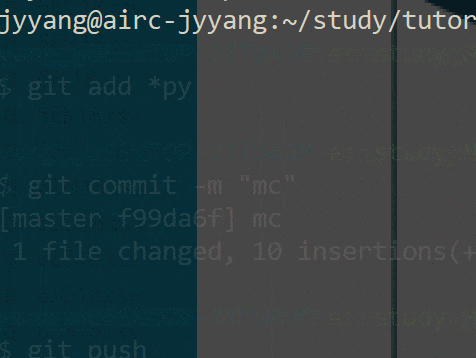 jyyang@airc-jyyang:~/study/tutor
$ git add *py
$ git commit -m "mc"
[master f99da6f] mc
1 file changed, 10 insertions(+
$ git push